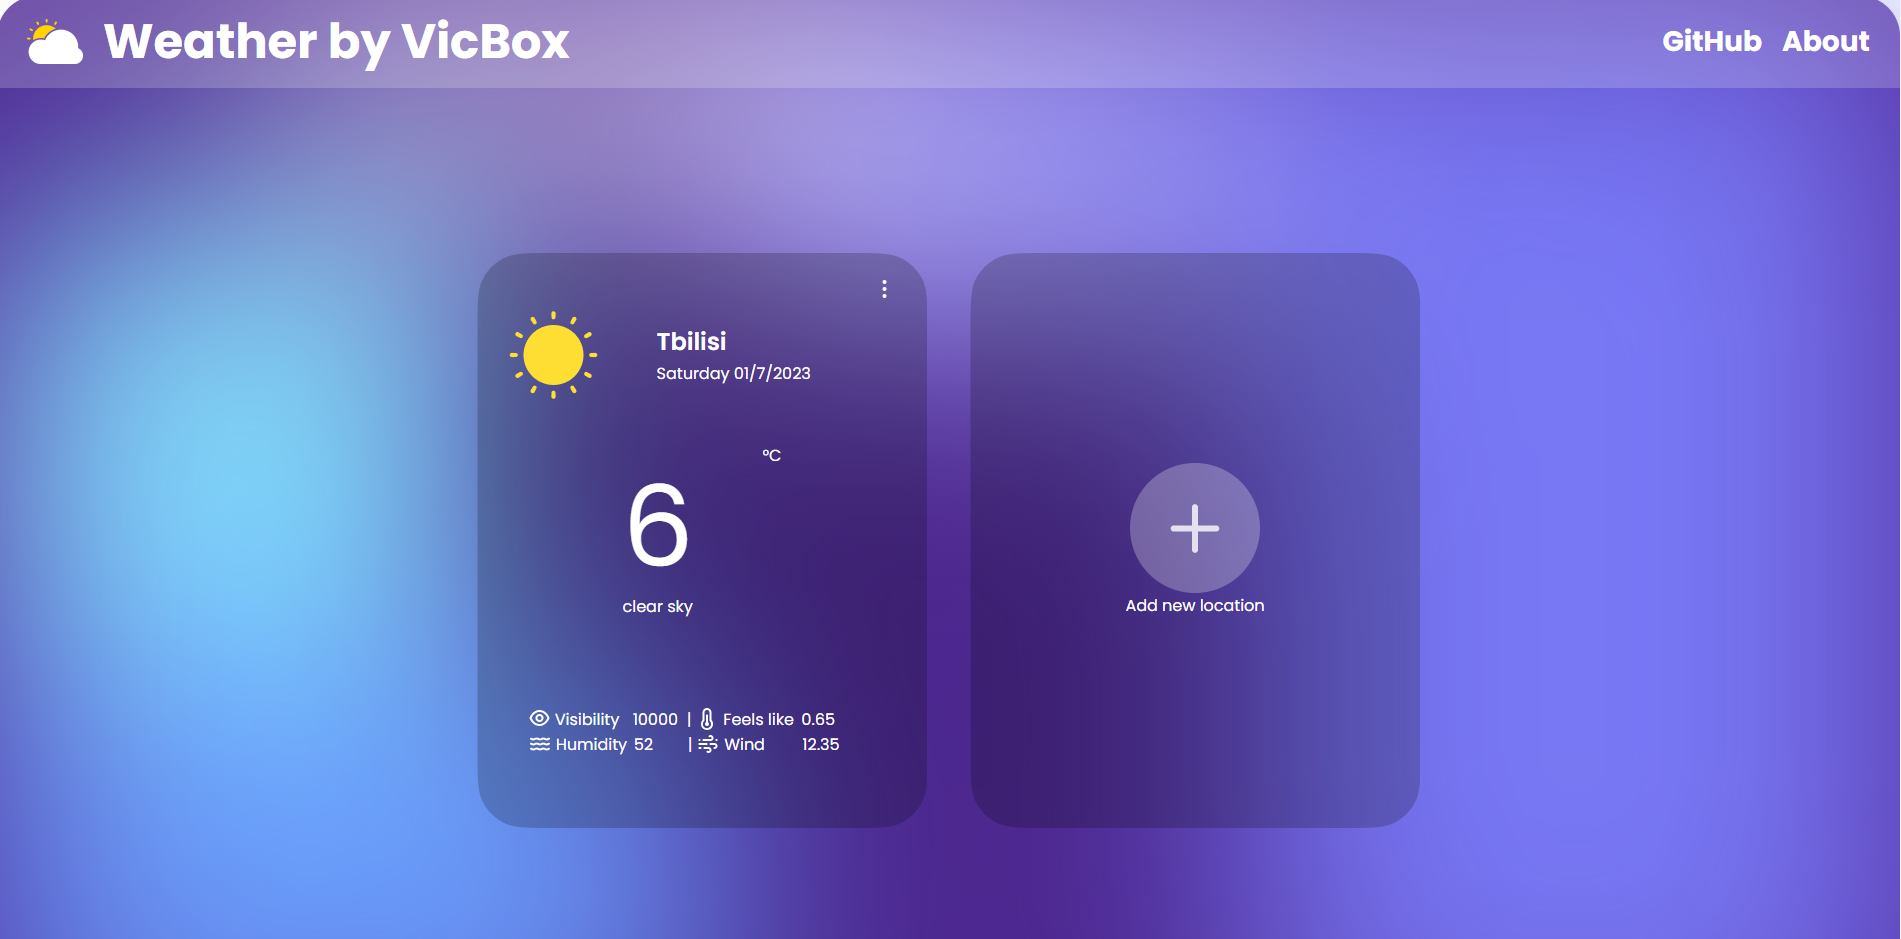 Weather by VicBox
GitHub About
Tbilisi
Saturday 01/7/2023
°C
6
clear sky
Visibility 10000 | Feels like 0.65
Humidity 52 | Wind 12.35
Add new location